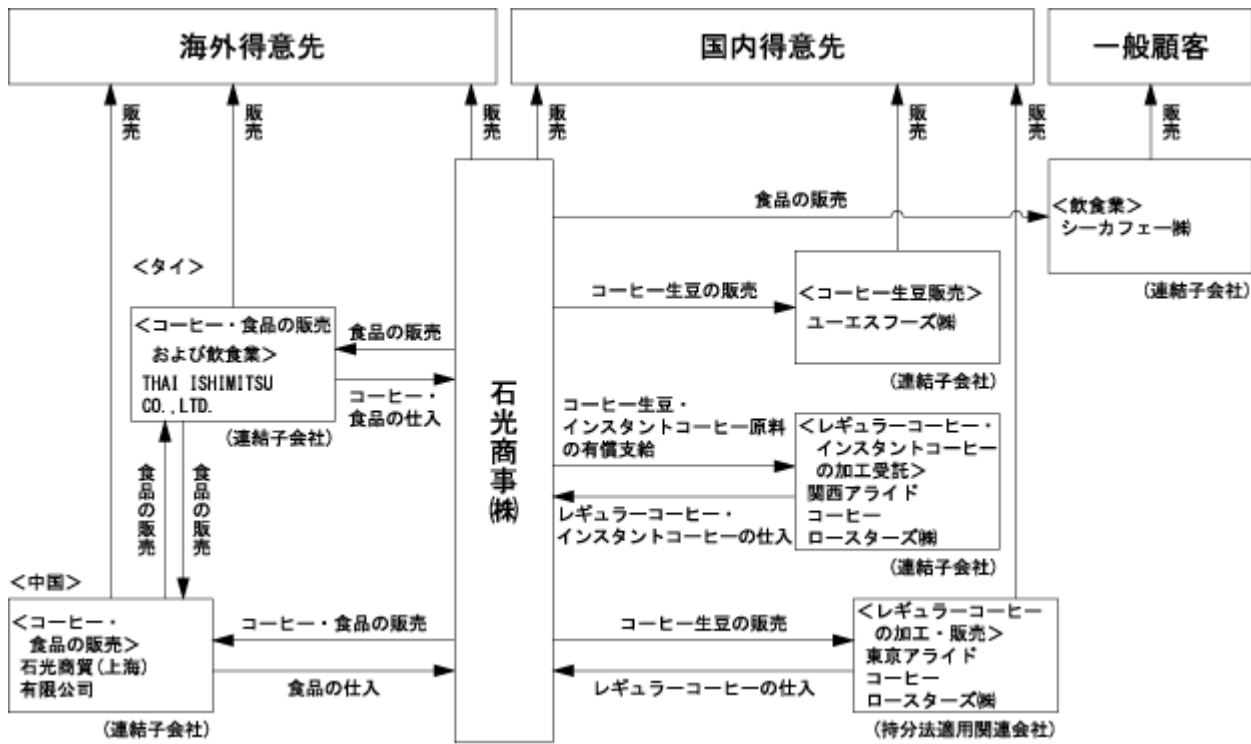 海外得意先
国内得意先
一般顧客
販売
販売
販売
販売
販売
販売
販売
食品の販売
<飲食業>
シーカフェー㈱
(連結子会社)
<タイ>
<コーヒー・食品の販売
および飲食業>
THAI ISHIMITSU
CO.,LTD.
(連結子会社)
食品の販売
コーヒー・
食品の仕入
石光商事㈱
コーヒー生豆の販売
<コーヒー生豆販売>
ユーエスフーズ㈱
(連結子会社)
コーヒー生豆・
インスタントコーヒー原料
の有償支給
<レギュラーコーヒー・
インスタントコーヒー
の加工受託>
関西アライド
コーヒー
ロースターズ㈱
(連結子会社)
レギュラーコーヒー・
インスタントコーヒーの仕入
食品の販売
食品の販売
<中国>
<コーヒー・
食品の販売>
石光商貿(上海)
有限公司
(連結子会社)
コーヒー・食品の販売
食品の仕入
コーヒー生豆の販売
レギュラーコーヒーの仕入
<レギュラーコーヒー
の加工・販売>
東京アライド
コーヒー
ロースターズ㈱
(持分法適用関連会社)